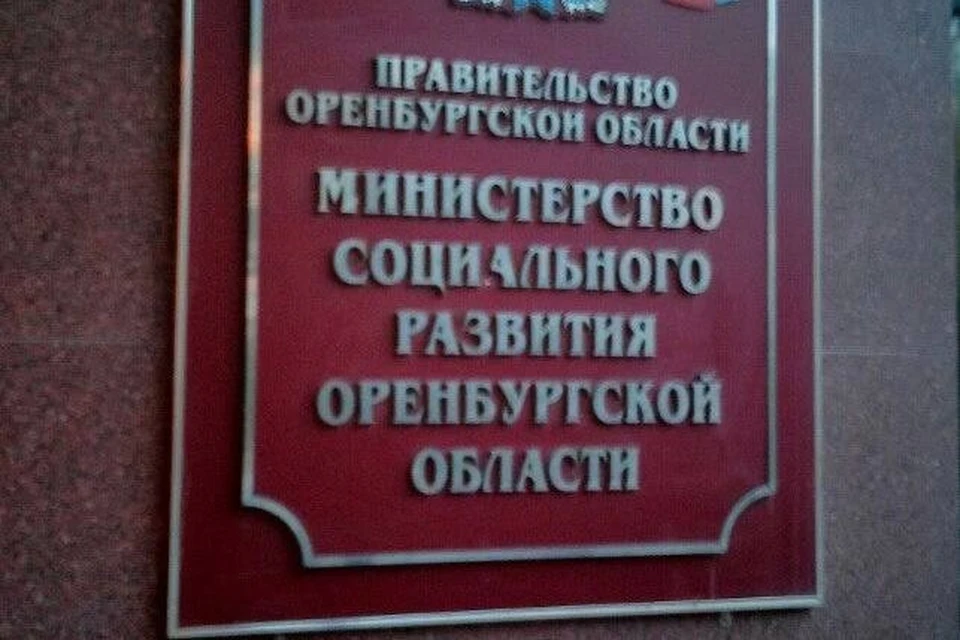 ПРАВИТЕЛЬСТВО
ОРЕНБУРГСКОЙ ОБЛАСТИ
МИНИСТЕРСТВО
СОЦИАЛЬНОГО
РАЗВИТИЯ
ОРЕНБУРГСКОЙ
ОБЛАСТИ